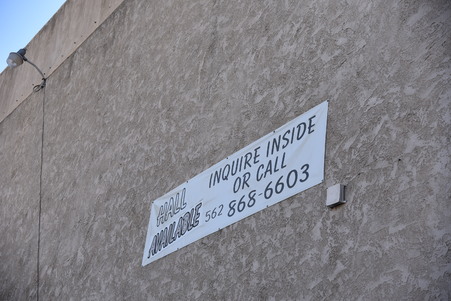 HALL
AVAILABLE
INQUIRE INSIDE
OR CALL
562 868-6603